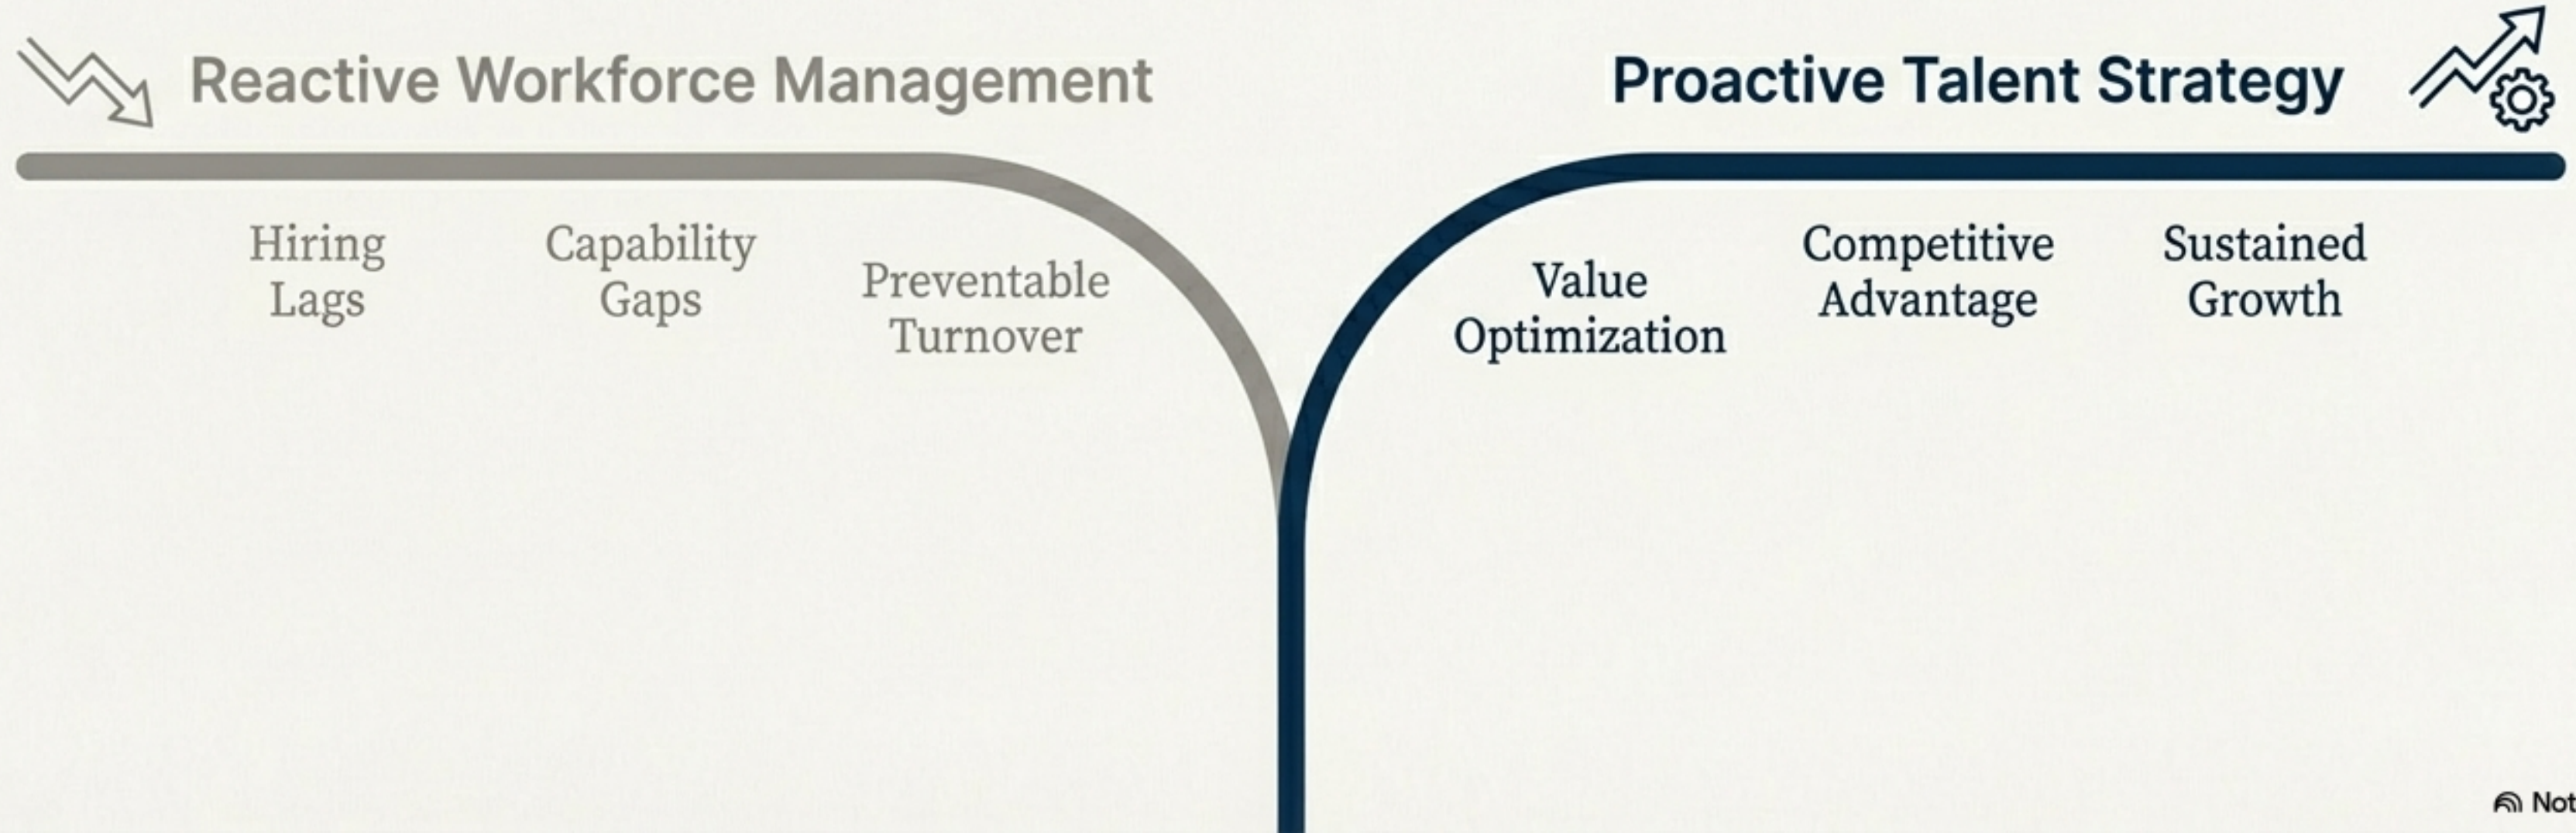 Reactive Workforce Management
Proactive Talent Strategy
Hiring
Lags
Capability
Gaps
Preventable
Turnover
Value
Optimization
Competitive
Advantage
Sustained
Growth
Not